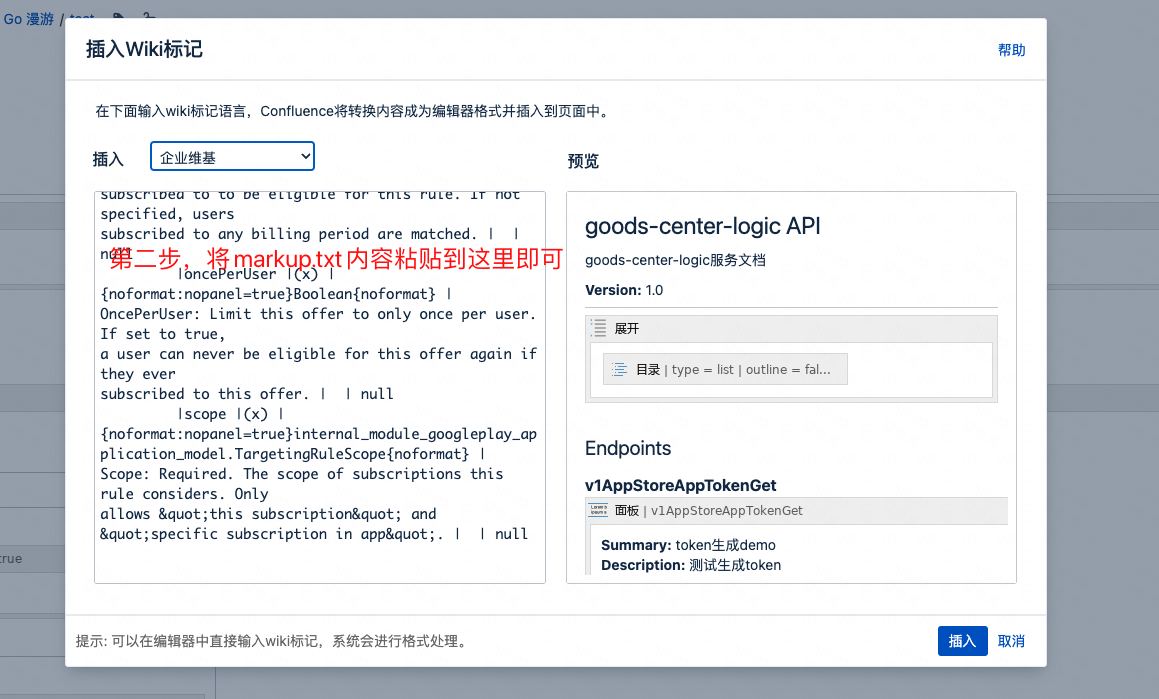 Go 漫游 / test
插入Wiki标记
帮助
在下面输入wiki标记语言，Confluence将转换内容成为编辑器格式并插入到页面中。
插入
企业维基
预览
subscribed to to be eligible for this rule. If not
specified, users
subscribed to any billing period are matched. |  |
null
第二步，将markup.txt内容粘贴到这里即可
|oncePerUser |(x) |
{noformat:nopanel=true}Boolean{noformat} |
OncePerUser: Limit this offer to only once per user.
If set to true,
a user can never be eligible for this offer again if
they ever
subscribed to this offer. |  | null
|scope |(x) |
{noformat:nopanel=true}internal_module_googleplay_ap
plication_model.TargetingRuleScope{noformat} |
Scope: Required. The scope of subscriptions this
rule considers. Only
allows &quot;this subscription&quot; and
&quot;specific subscription in app&quot;. |  | null
goods-center-logic API
goods-center-logic服务文档
Version: 1.0
展开
目录 | type = list | outline = fal...
Endpoints
v1AppStoreAppTokenGet
面板 | v1AppStoreAppTokenGet
Summary: token生成demo
Description: 测试生成token
true
提示: 可以在编辑器中直接输入wiki标记，系统会进行格式处理。
插入
取消